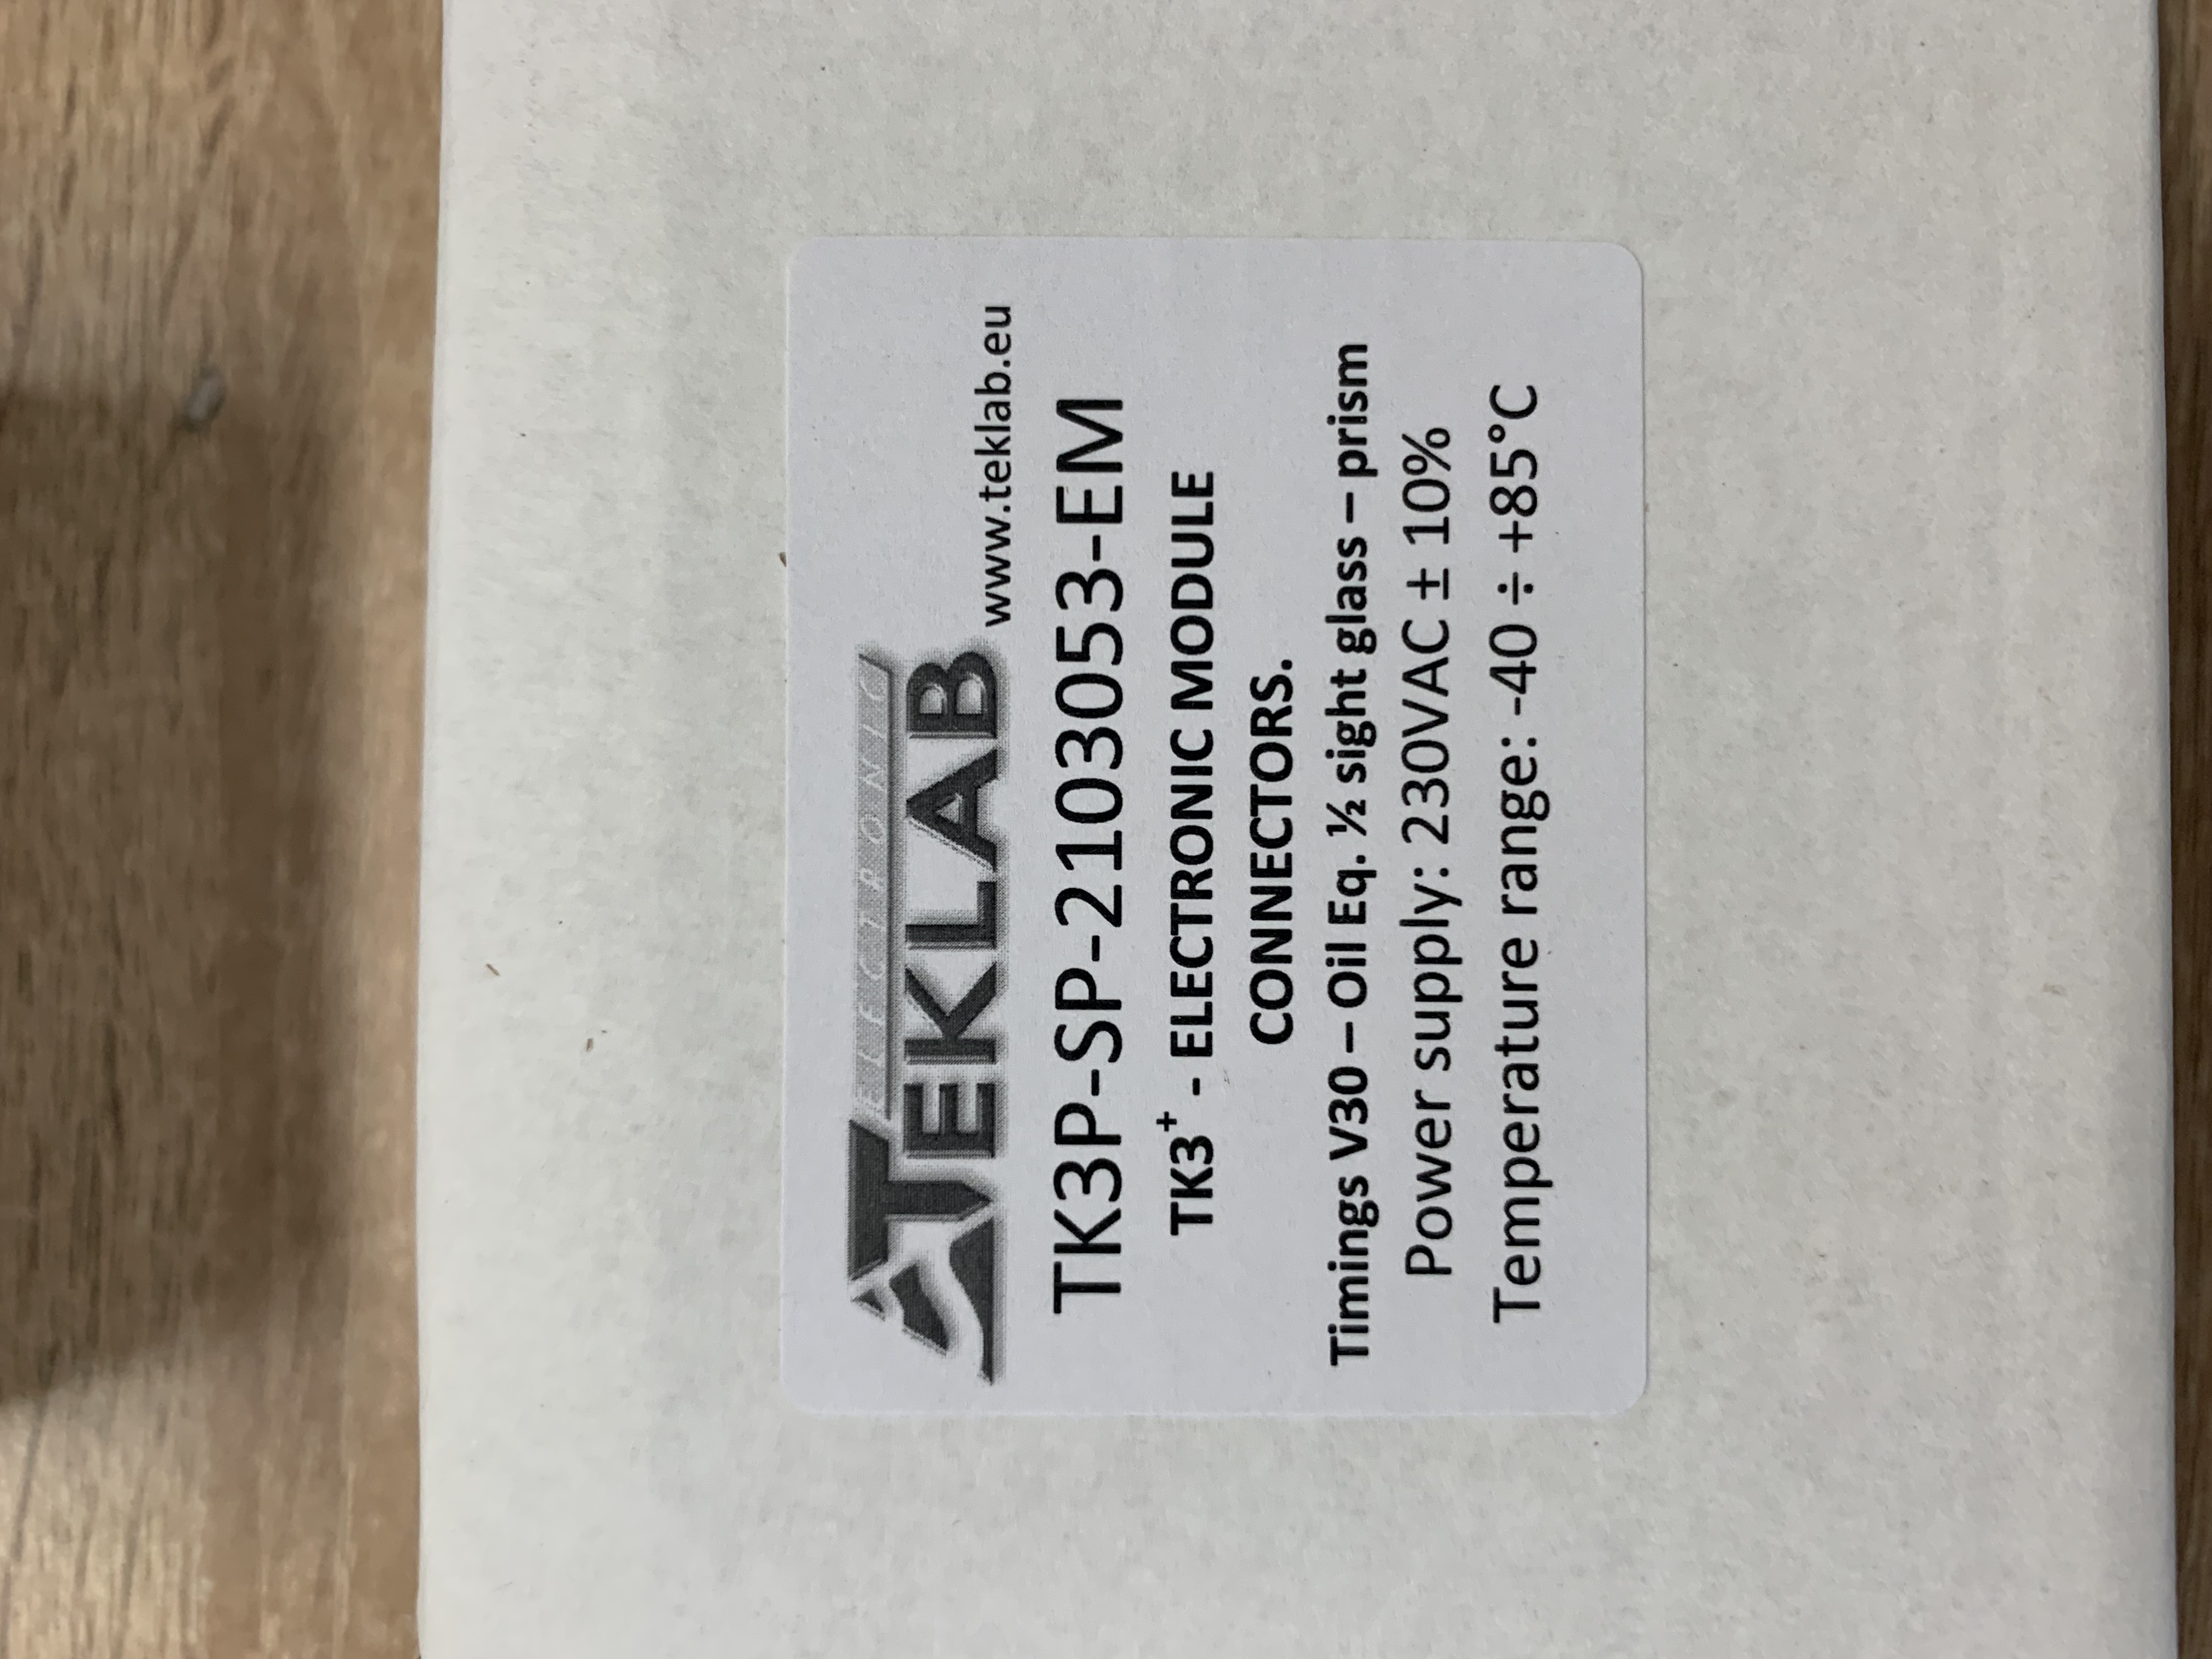 ELECTRONIC
TEKLAB
www.teklab.eu
TK3P-SP-2103053-EM
TK3⁺ - ELECTRONIC MODULE
CONNECTORS.
Timings V30 – Oil Eq. ½ sight glass – prism
Power supply: 230VAC ± 10%
Temperature range: -40 ÷ +85°C